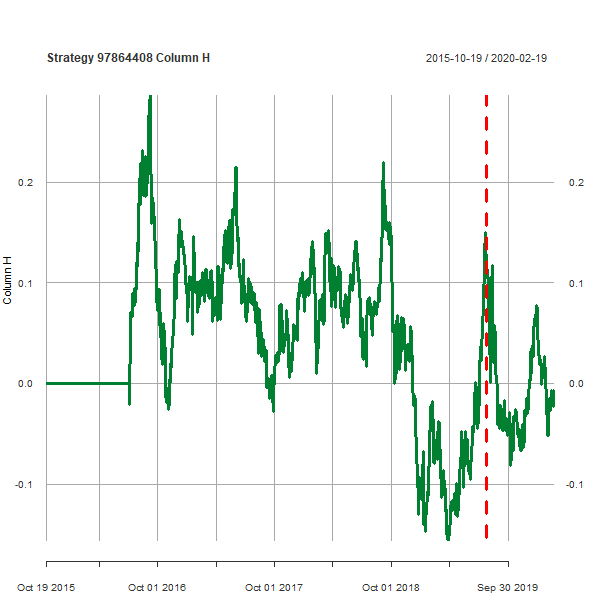 Strategy 97864408 Column H
2015-10-19 / 2020-02-19
Column H
0.2
0.2
0.1
0.1
0.0
0.0
-0.1
-0.1
Oct 19 2015
Oct 01 2016
Oct 01 2017
Oct 01 2018
Sep 30 2019